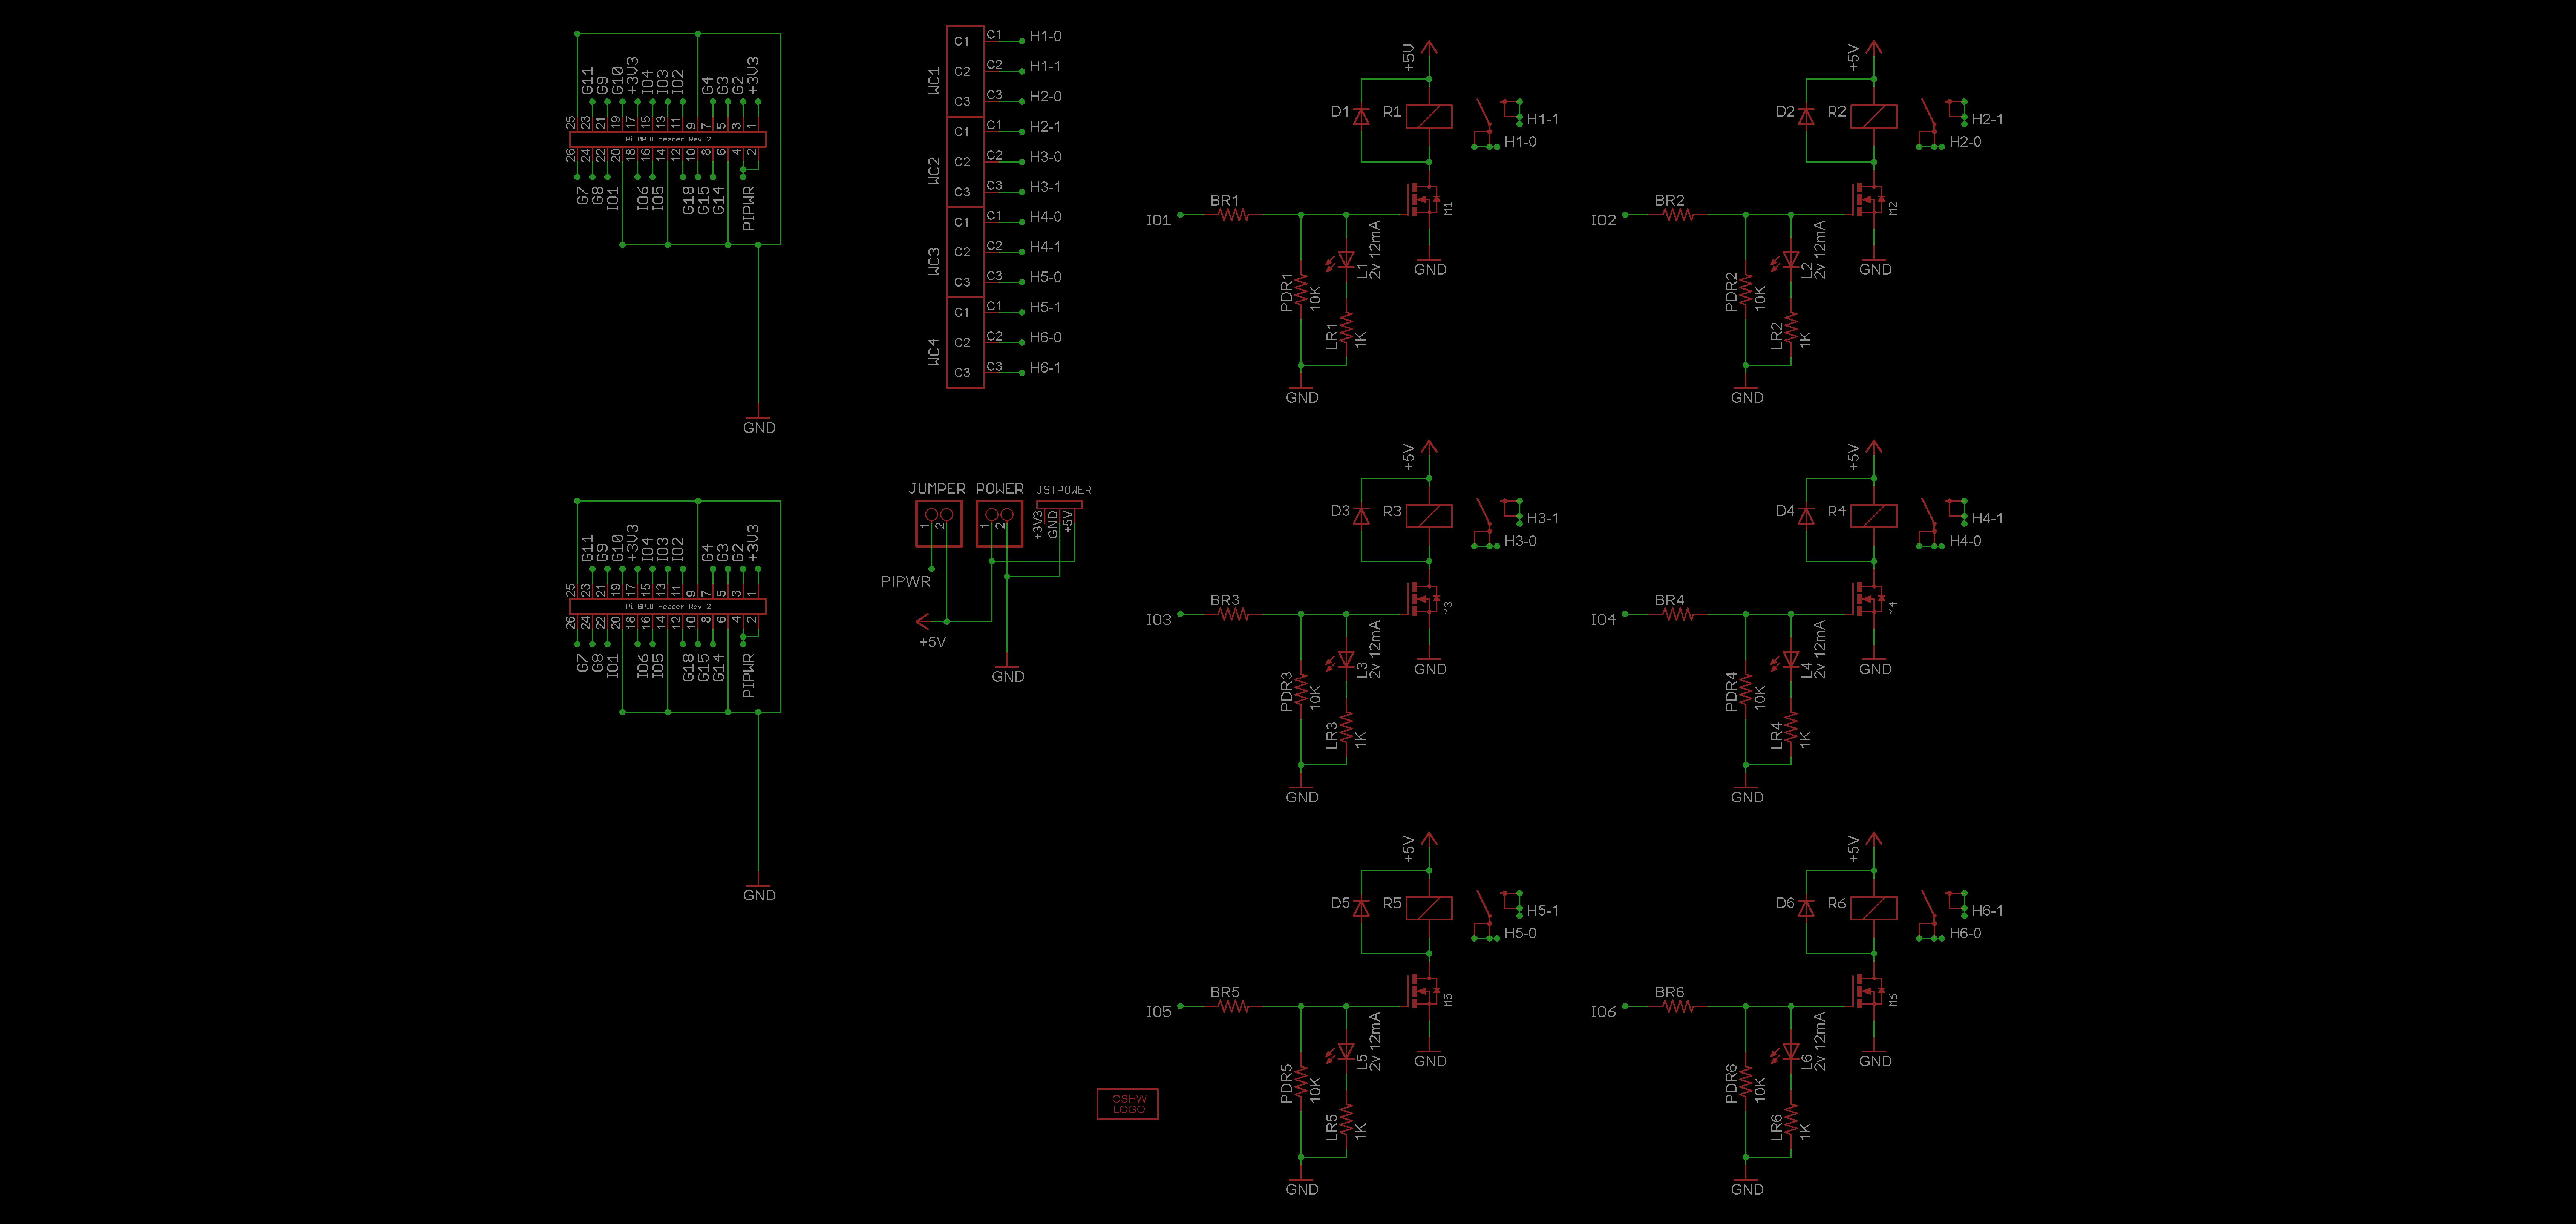 G11 G9 G10 +3V3 IO4 IO3 IO2 G4 G3 G2 +3V3
25 23 21 19 17 15 13 11 9 7 5 3 1
Pi GPIO Header Rev 2
26 24 22 20 18 16 14 12 10 8 6 4 2
G7 G8 IO1 IO6 IO5 G18 G15 G14 PIPWR
GND
WC1
C1 C1 H1-0
C2 C2 H1-1
C3 C3 H2-0
WC2
C1 C1 H2-1
C2 C2 H3-0
C3 C3 H3-1
WC3
C1 C1 H4-0
C2 C2 H4-1
C3 C3 H5-0
WC4
C1 C1 H5-1
C2 C2 H6-0
C3 C3 H6-1
+5V
D1 R1 H1-1
H1-0
BR1
IO1
M1
GND
L1
2v 12mA
PDR1
10K
LR1
1K
GND
+5V
D2 R2 H2-1
H2-0
BR2
IO2
M2
GND
L2
2v 12mA
PDR2
10K
LR2
1K
GND
G11 G9 G10 +3V3 IO4 IO3 IO2 G4 G3 G2 +3V3
25 23 21 19 17 15 13 11 9 7 5 3 1
Pi GPIO Header Rev 2
26 24 22 20 18 16 14 12 10 8 6 4 2
G7 G8 IO1 IO6 IO5 G18 G15 G14 PIPWR
GND
JUMPER POWER JSTPOWER
1 2 1 2 +3V3 GND +5V
PIPWR
+5V
GND
+5V
D3 R3 H3-1
H3-0
BR3
IO3
M3
GND
L3
2v 12mA
PDR3
10K
LR3
1K
GND
+5V
D4 R4 H4-1
H4-0
BR4
IO4
M4
GND
L4
2v 12mA
PDR4
10K
LR4
1K
GND
+5V
D5 R5 H5-1
H5-0
BR5
IO5
M5
GND
L5
2v 12mA
PDR5
10K
LR5
1K
GND
+5V
D6 R6 H6-1
H6-0
BR6
IO6
M6
GND
L6
2v 12mA
PDR6
10K
LR6
1K
GND
OSHW
LOGO